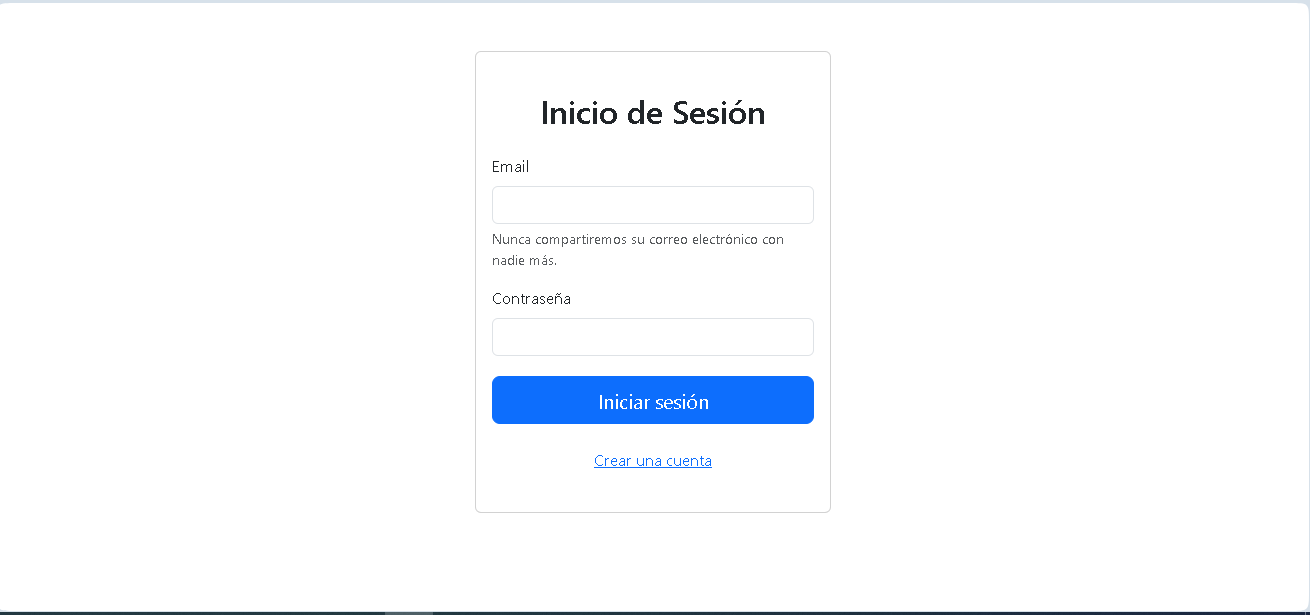 Inicio de Sesión
Email
Nunca compartiremos su correo electrónico con
nadie más.
Contraseña
Iniciar sesión
Crear una cuenta